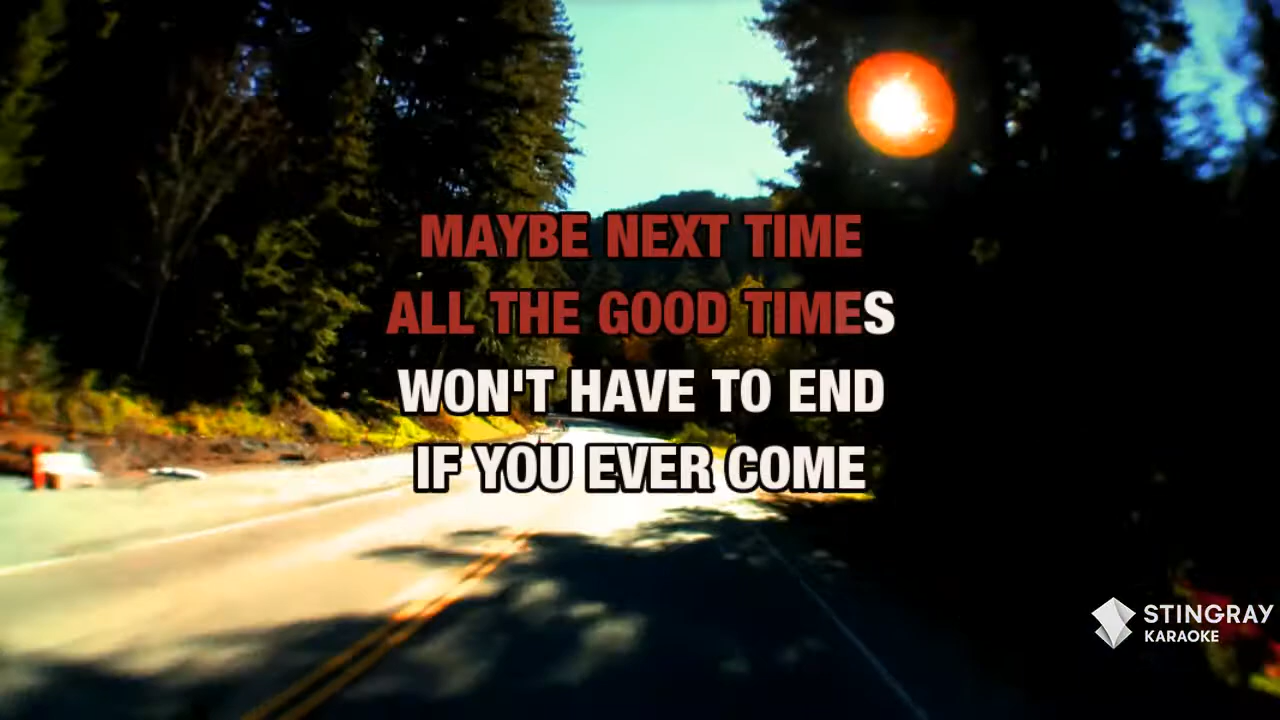 MAYBE NEXT TIME
ALL THE GOOD TIMES
WON'T HAVE TO END
IF YOU EVER COME
STINGRAY
KARAOKE